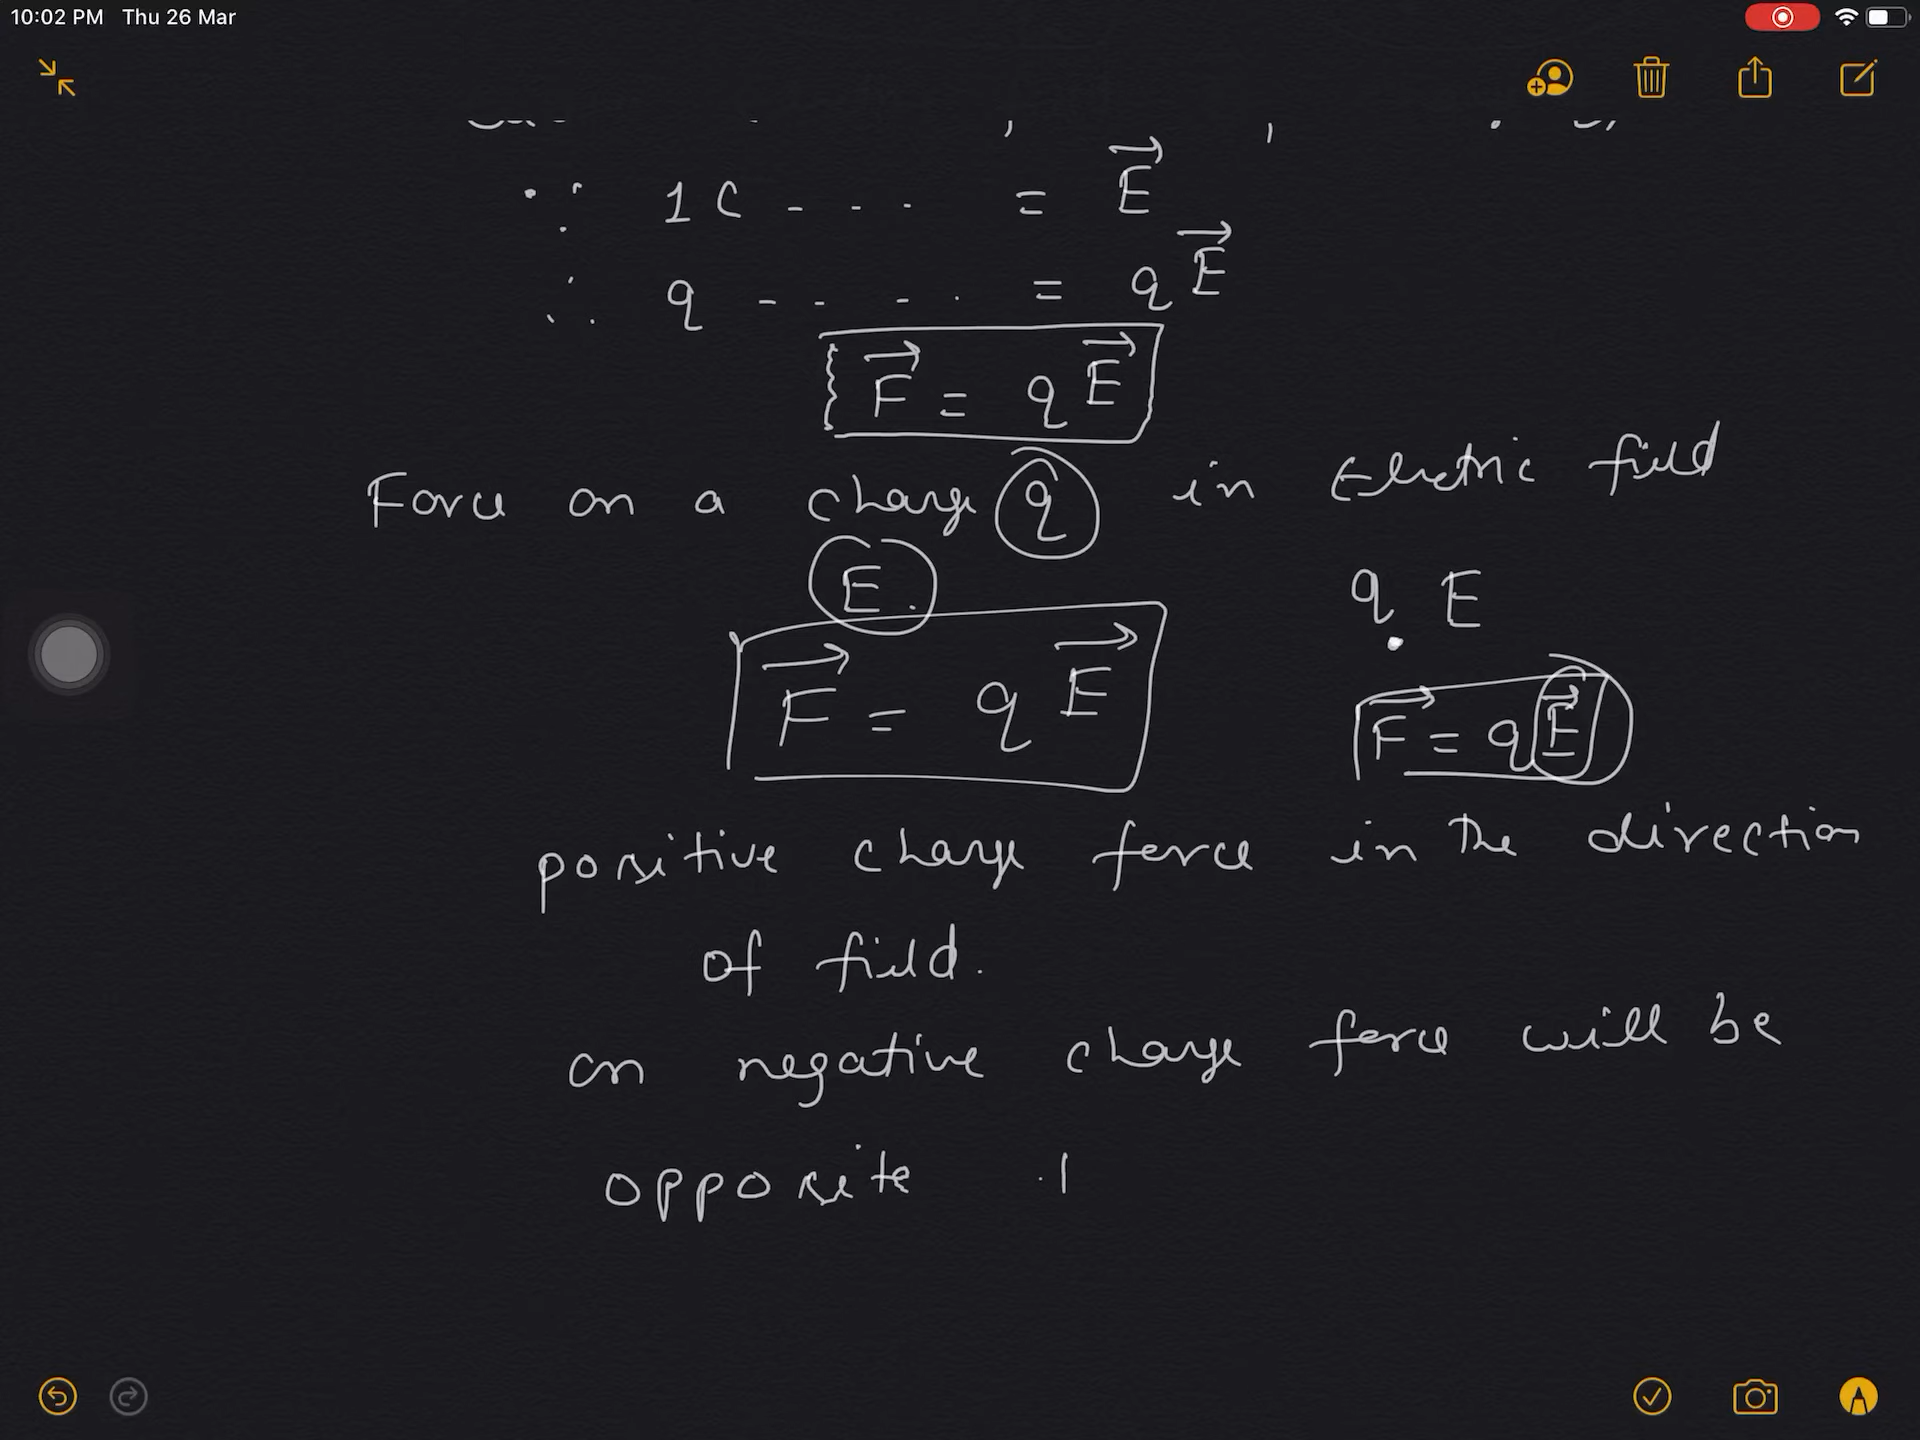 10:02 PM Thu 26 Mar
∵ 1C - - - = E⃗
∴ q - - - - = qE⃗
F⃗ = qE⃗
Force on a charge q in Electric field
E.
q E
F⃗ = qE⃗
F⃗ = qE⃗
positive charge force in the direction
of field.
on negative charge force will be
opposite